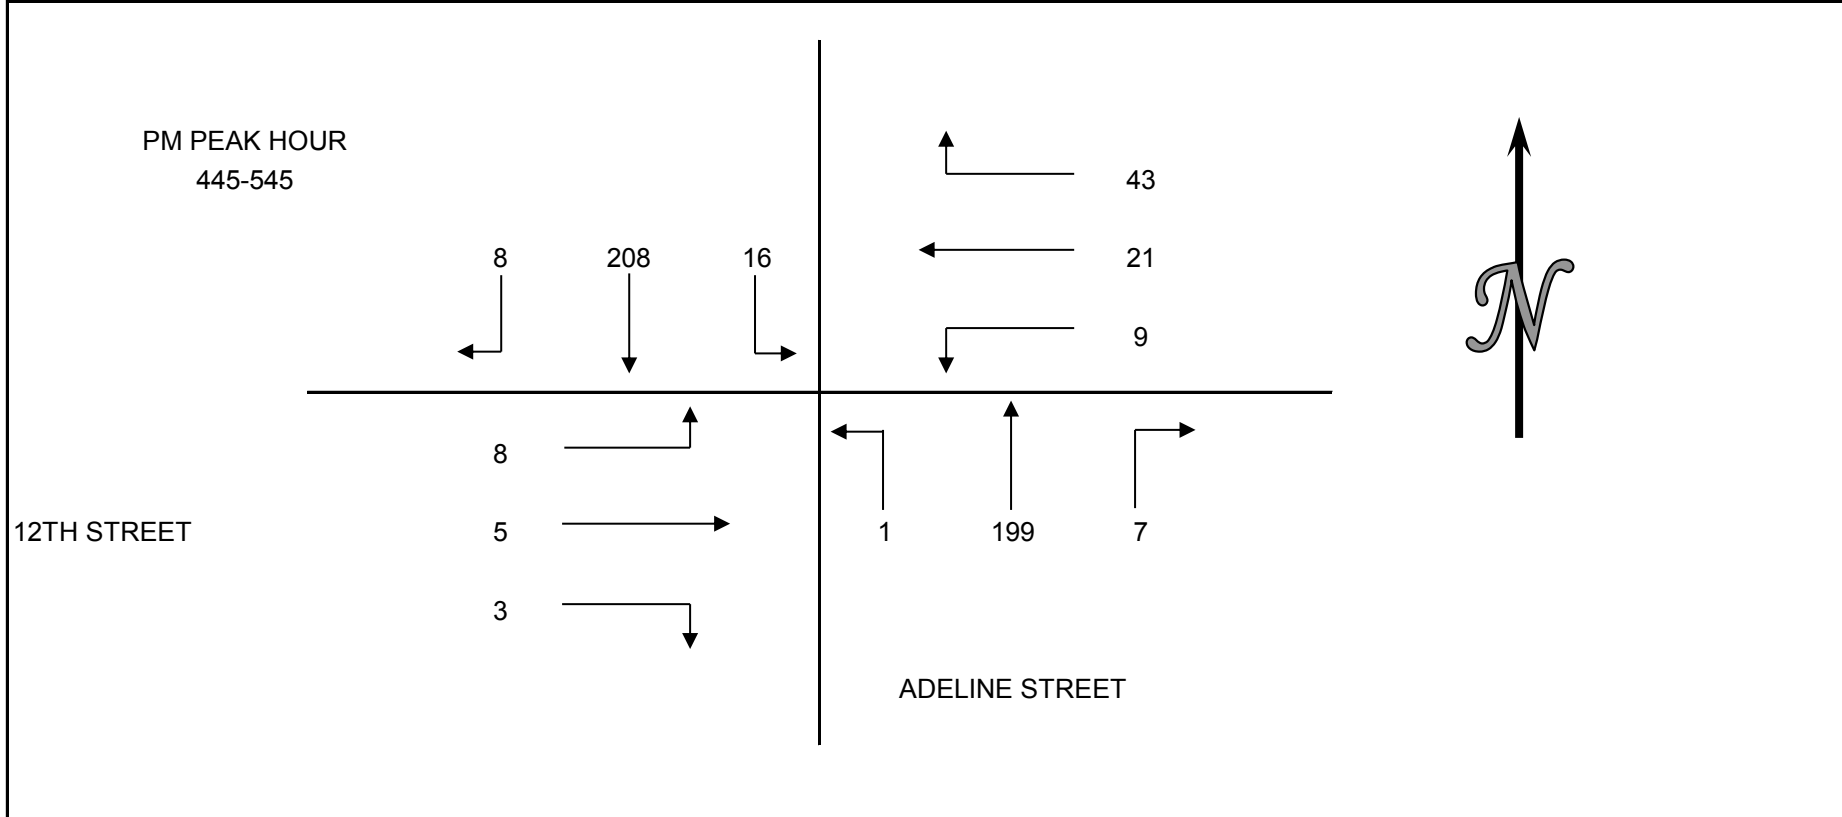 PM PEAK HOUR
445-545
43
8 208 16 21
9
8
12TH STREET 5 1 199 7
3
ADELINE STREET
N